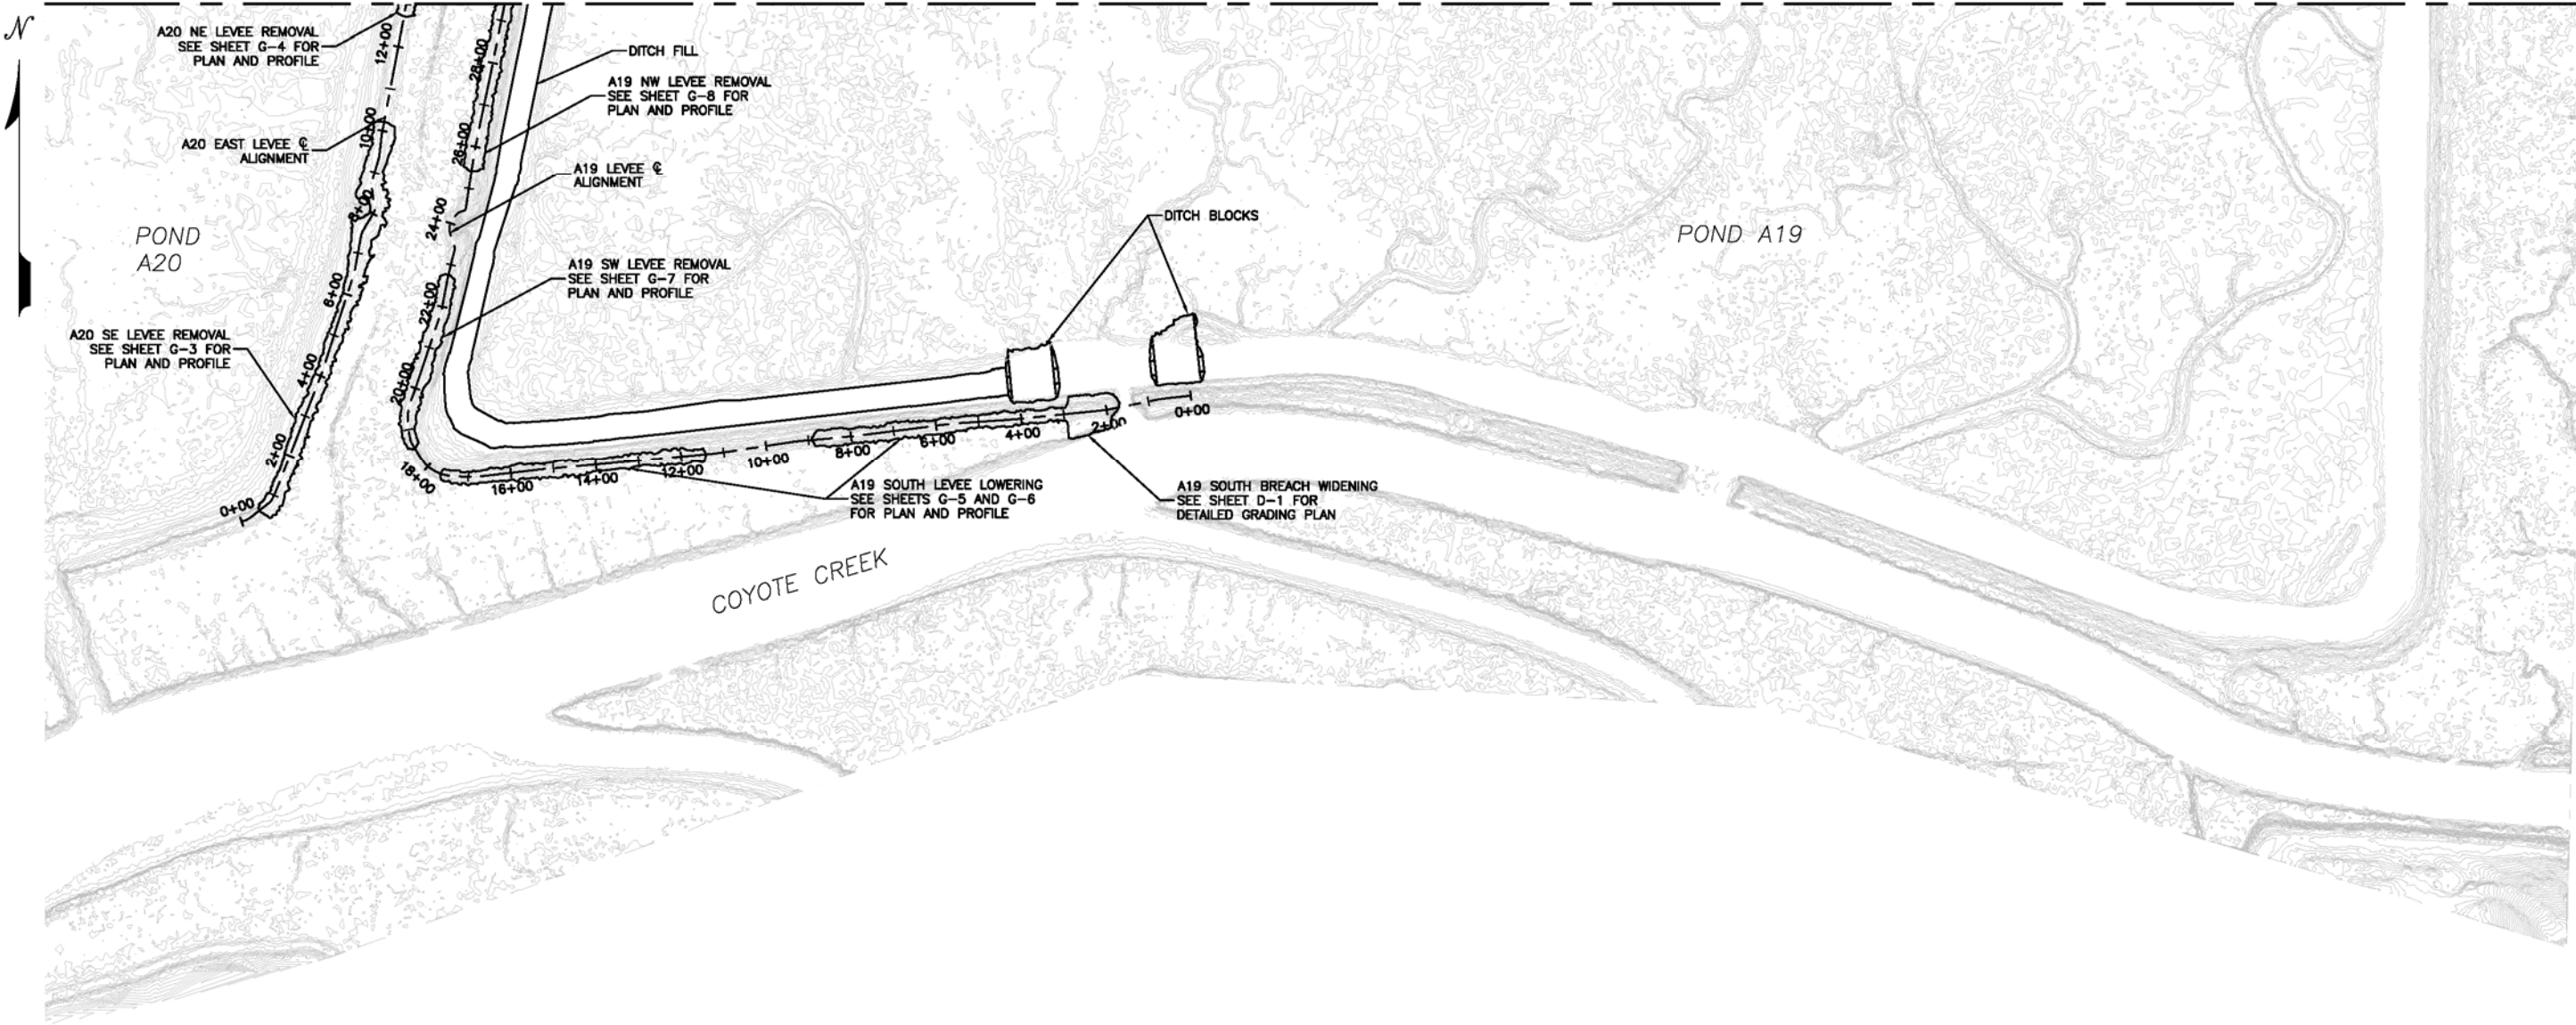 N
A20 NE LEVEE REMOVAL
SEE SHEET G-4 FOR
PLAN AND PROFILE
12+00
28+00
DITCH FILL
A19 NW LEVEE REMOVAL
SEE SHEET G-8 FOR
PLAN AND PROFILE
10+00
26+00
A20 EAST LEVEE ℄
ALIGNMENT
A19 LEVEE ℄
ALIGNMENT
8+00
24+00
DITCH BLOCKS
POND
A20
POND A19
A19 SW LEVEE REMOVAL
SEE SHEET G-7 FOR
PLAN AND PROFILE
6+00
22+00
A20 SE LEVEE REMOVAL
SEE SHEET G-3 FOR
PLAN AND PROFILE
4+00
20+00
2+00
0+00
18+00
16+00
14+00
12+00
10+00
8+00
6+00
4+00
2+00
0+00
A19 SOUTH LEVEE LOWERING
SEE SHEETS G-5 AND G-6
FOR PLAN AND PROFILE
A19 SOUTH BREACH WIDENING
SEE SHEET D-1 FOR
DETAILED GRADING PLAN
COYOTE CREEK